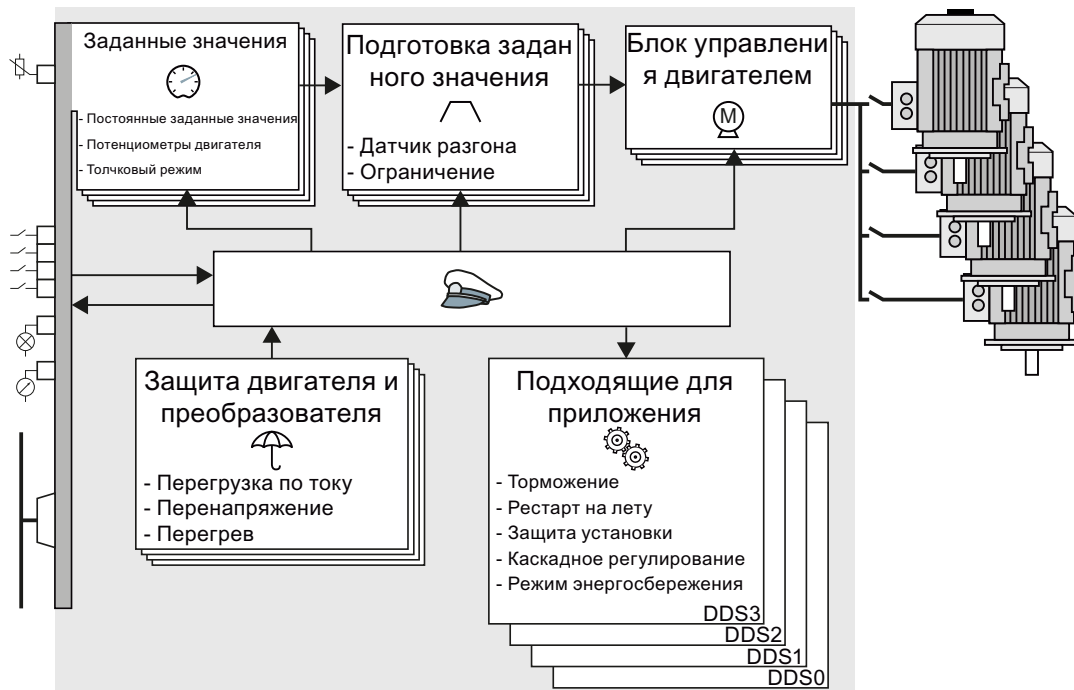 Заданные значения
- Постоянные заданные значения
- Потенциометры двигателя
- Толчковый режим
Подготовка задан
ного значения
- Датчик разгона
- Ограничение
Блок управлени
я двигателем
M
Защита двигателя и
преобразователя
- Перегрузка по току
- Перенапряжение
- Перегрев
Подходящие для
приложения
- Торможение
- Рестарт на лету
- Защита установки
- Каскадное регулирование
- Режим энергосбережения
DDS3
DDS2
DDS1
DDS0